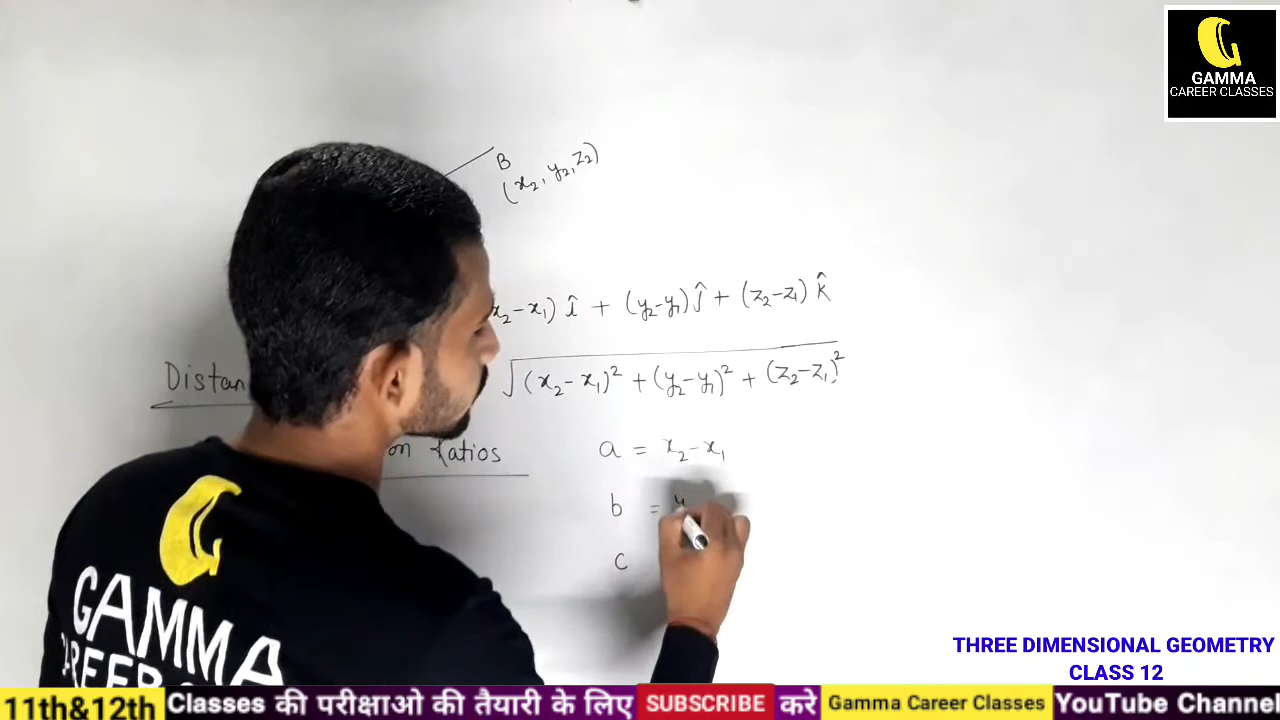 GAMMA
CAREER CLASSES
B
(x₂, y₂, z₂)
x₂-x₁) î + (y₂-y₁) ĵ + (z₂-z₁) k̂
Distan
√(x₂-x₁)² + (y₂-y₁)² + (z₂-z₁)²
on Ratios
a = x₂-x₁
b = y
c
GAMMA
CAREER CLASSES
THREE DIMENSIONAL GEOMETRY
CLASS 12
11th&12th Classes की परीक्षाओ की तैयारी के लिए SUBSCRIBE करे Gamma Career Classes YouTube Channel